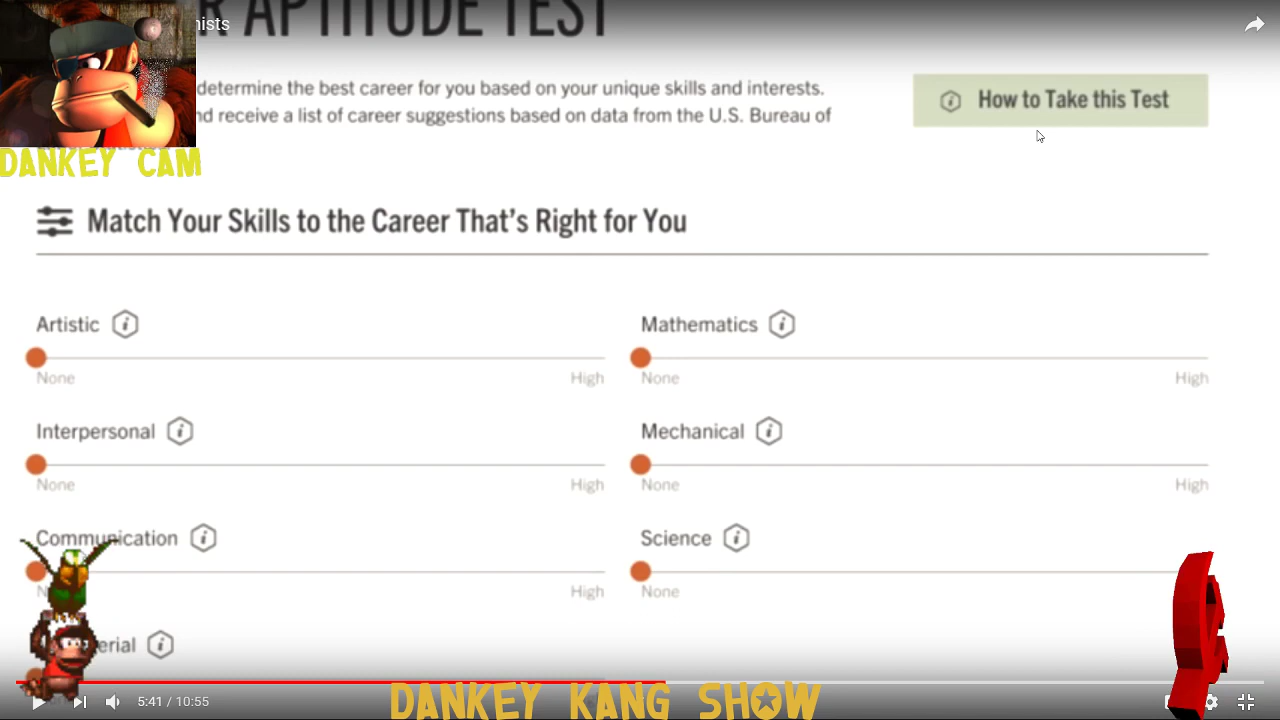 R APTITUDE TEST
nists
determine the best career for you based on your unique skills and interests.
nd receive a list of career suggestions based on data from the U.S. Bureau of
How to Take this Test
DANKEY CAM
Match Your Skills to the Career That's Right for You
Artistic
None High
Mathematics
None High
Interpersonal
None High
Mechanical
None High
Communication
High
Science
None
erial
5:41 / 10:55
DANKEY KANG SHOW